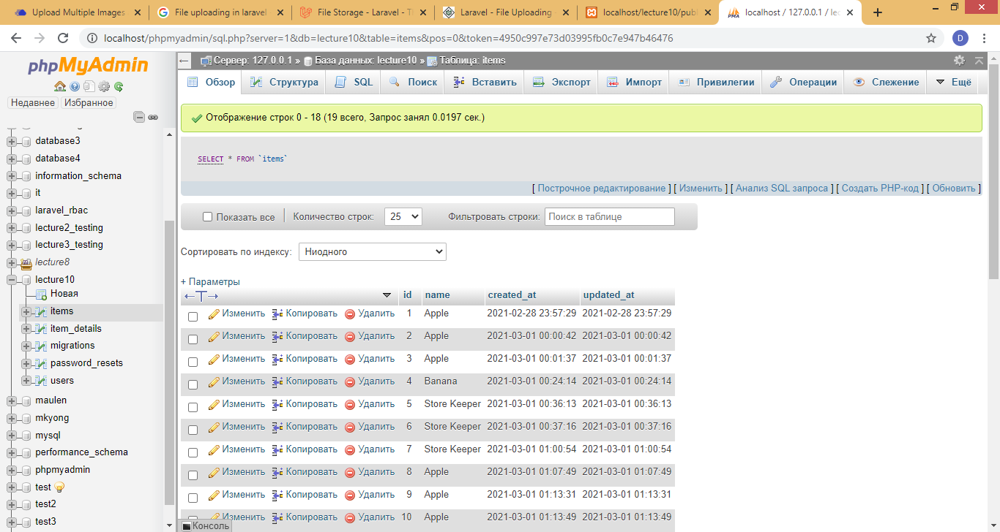 Upload Multiple Images
File uploading in laravel
File Storage - Laravel - T
Laravel - File Uploading
localhost/lecture10/publ
localhost / 127.0.0.1 / lec
localhost/phpmyadmin/sql.php?server=1&db=lecture10&table=items&pos=0&token=4950c997e73d03995fb0c7e947b46476
D
phpMyAdmin
Недавнее Избранное
database3
database4
information_schema
it
laravel_rbac
lecture2_testing
lecture3_testing
lecture8
lecture10
Новая
items
item_details
migrations
password_resets
users
maulen
mkyong
mysql
performance_schema
phpmyadmin
test
test2
test3
Сервер: 127.0.0.1 » База данных: lecture10 » Таблица: items
Обзор Структура SQL Поиск Вставить Экспорт Импорт Привилегии Операции Слежение Ещё
Отображение строк 0 - 18 (19 всего, Запрос занял 0.0197 сек.)
SELECT * FROM `items`
[ Построчное редактирование ] [ Изменить ] [ Анализ SQL запроса ] [ Создать PHP-код ] [ Обновить ]
Показать все Количество строк: 25 Фильтровать строки: Поиск в таблице
Сортировать по индексу: Ниодного
+ Параметры
←T→ id name created_at updated_at
Изменить Копировать Удалить 1 Apple 2021-02-28 23:57:29 2021-02-28 23:57:29
Изменить Копировать Удалить 2 Apple 2021-03-01 00:00:42 2021-03-01 00:00:42
Изменить Копировать Удалить 3 Apple 2021-03-01 00:01:37 2021-03-01 00:01:37
Изменить Копировать Удалить 4 Banana 2021-03-01 00:24:14 2021-03-01 00:24:14
Изменить Копировать Удалить 5 Store Keeper 2021-03-01 00:36:13 2021-03-01 00:36:13
Изменить Копировать Удалить 6 Store Keeper 2021-03-01 00:37:16 2021-03-01 00:37:16
Изменить Копировать Удалить 7 Store Keeper 2021-03-01 01:00:54 2021-03-01 01:00:54
Изменить Копировать Удалить 8 Apple 2021-03-01 01:07:49 2021-03-01 01:07:49
Изменить Копировать Удалить 9 Apple 2021-03-01 01:13:31 2021-03-01 01:13:31
Изменить Копировать Удалить 10 Apple 2021-03-01 01:13:49 2021-03-01 01:13:49
Консоль